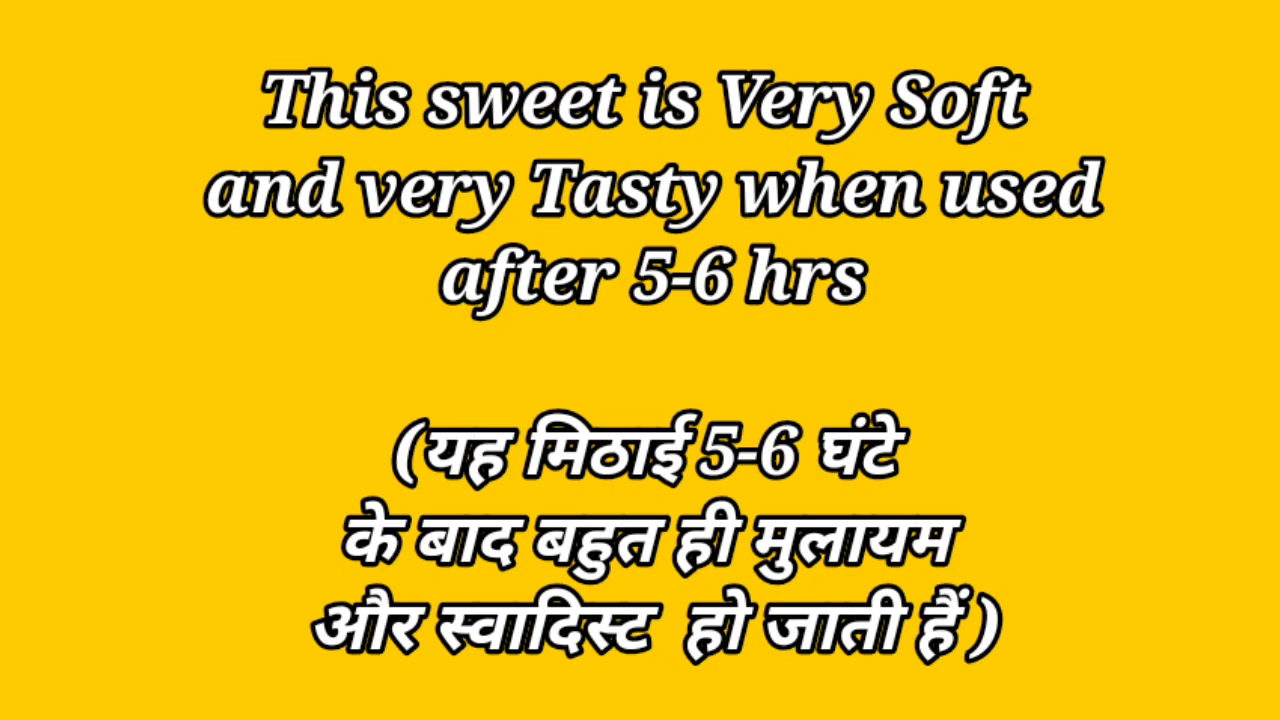 This sweet is Very Soft
and very Tasty when used
after 5-6 hrs
(यह मिठाई 5-6 घंटे
के बाद बहुत ही मुलायम
और स्वादिस्ट हो जाती हैं )